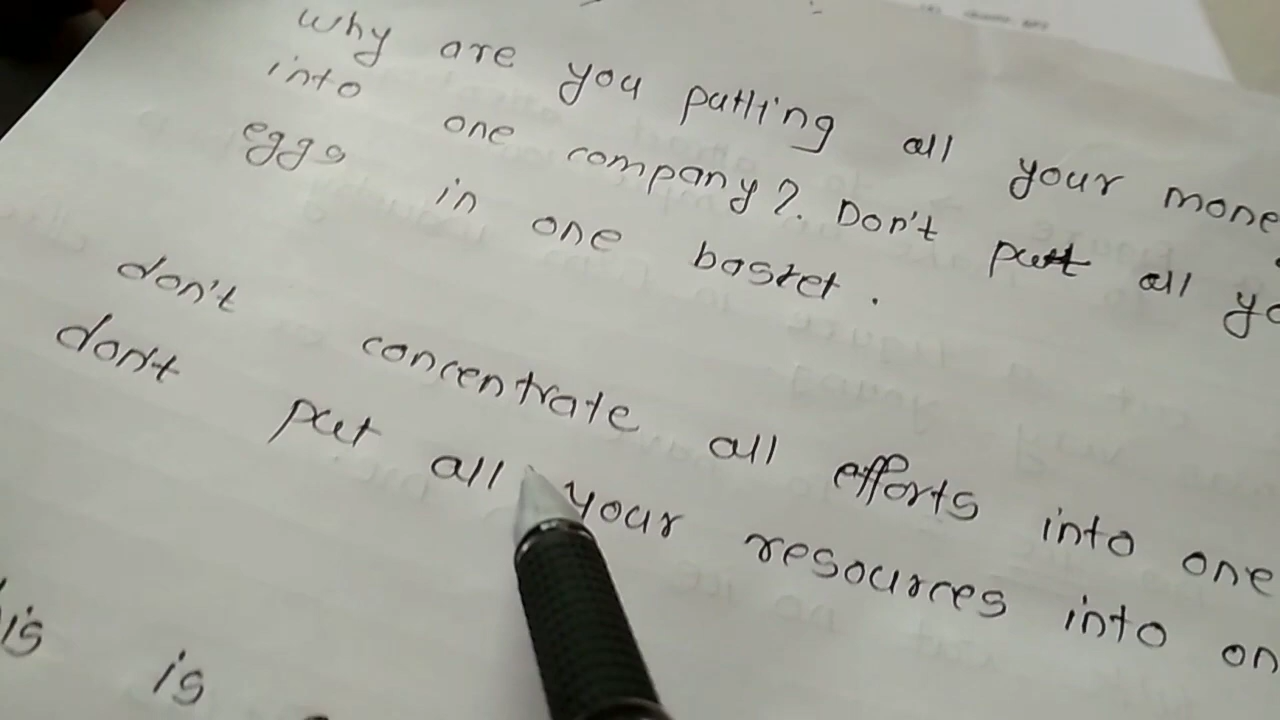 Why are you putting all your mone
into one company?. Don't put all yo
eggs in one basket.
don't concentrate all efforts into one
don't put all your resources into on
is is